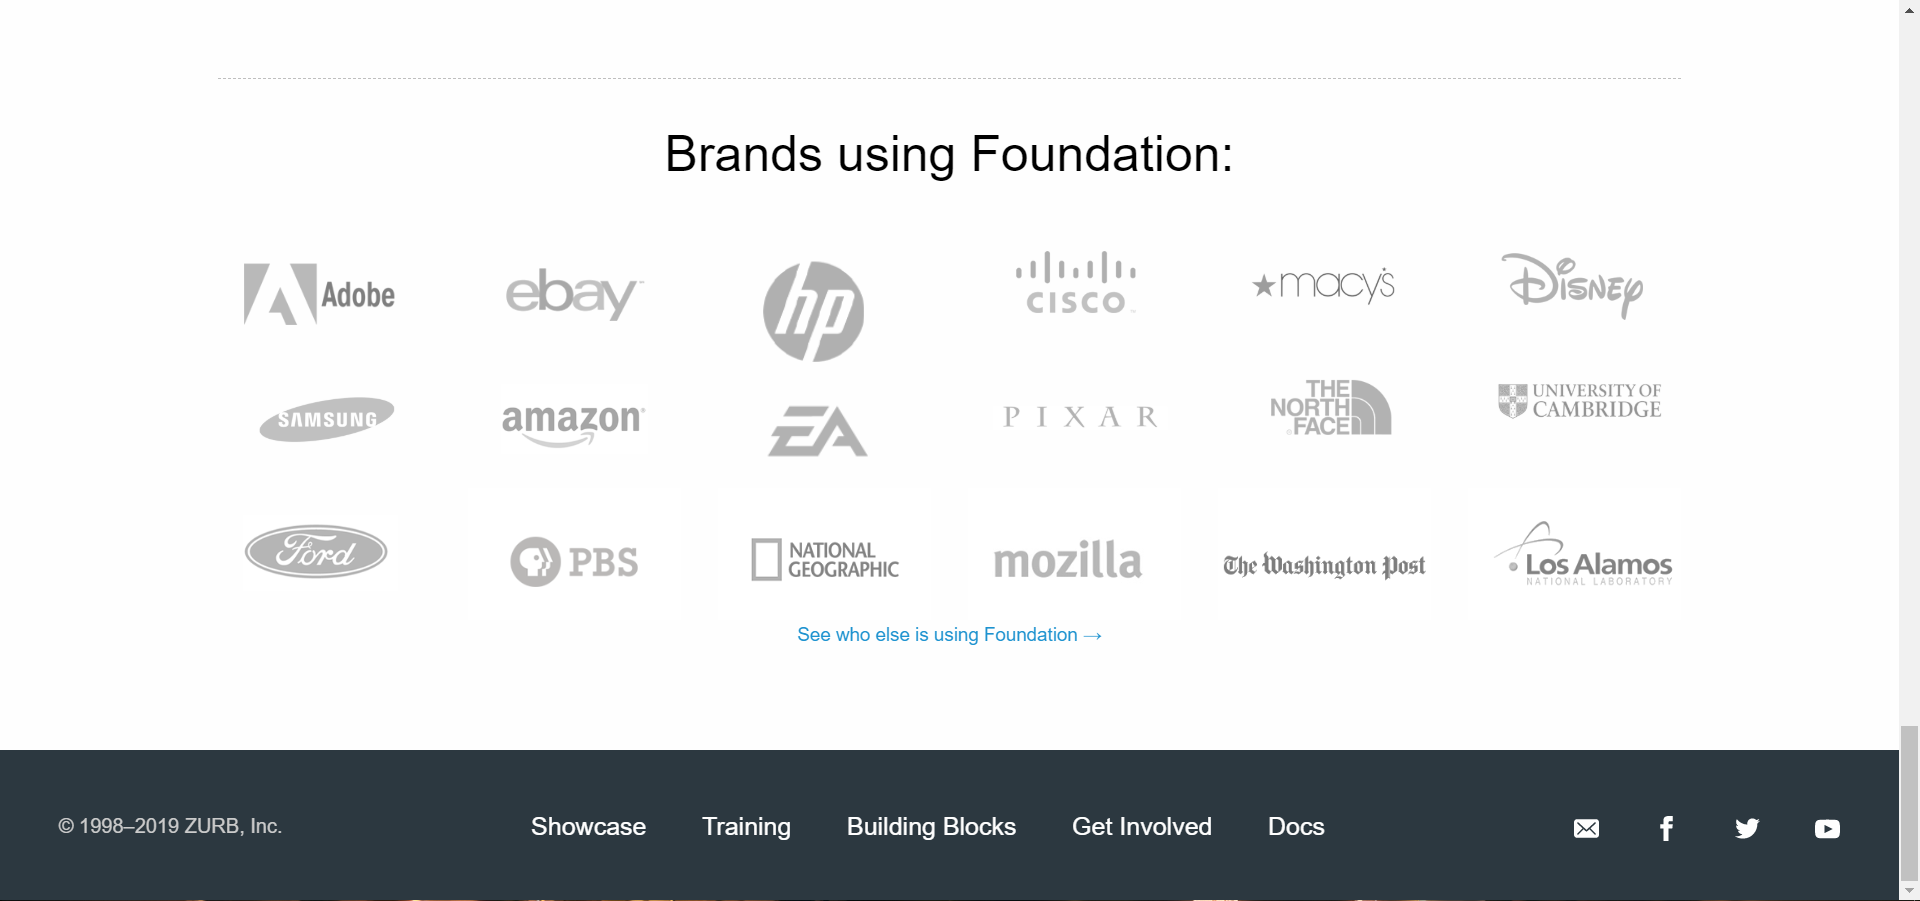 Brands using Foundation:
Adobe
ebay™
hp
CISCO™
macy's
DISNEY
SAMSUNG
amazon®
EA
PIXAR
THE
NORTH
FACE
UNIVERSITY OF
CAMBRIDGE
Ford
PBS
NATIONAL
GEOGRAPHIC
mozilla
The Washington Post
Los Alamos
NATIONAL LABORATORY
See who else is using Foundation →
© 1998–2019 ZURB, Inc.
Showcase
Training
Building Blocks
Get Involved
Docs